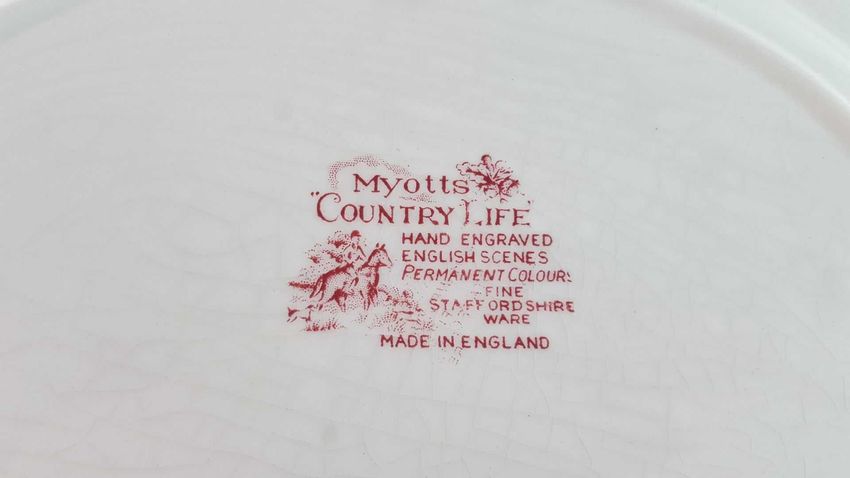 Myotts
"COUNTRY LIFE"
HAND ENGRAVED
ENGLISH SCENES
PERMANENT COLOURS
FINE
STAFFORDSHIRE
WARE
MADE IN ENGLAND